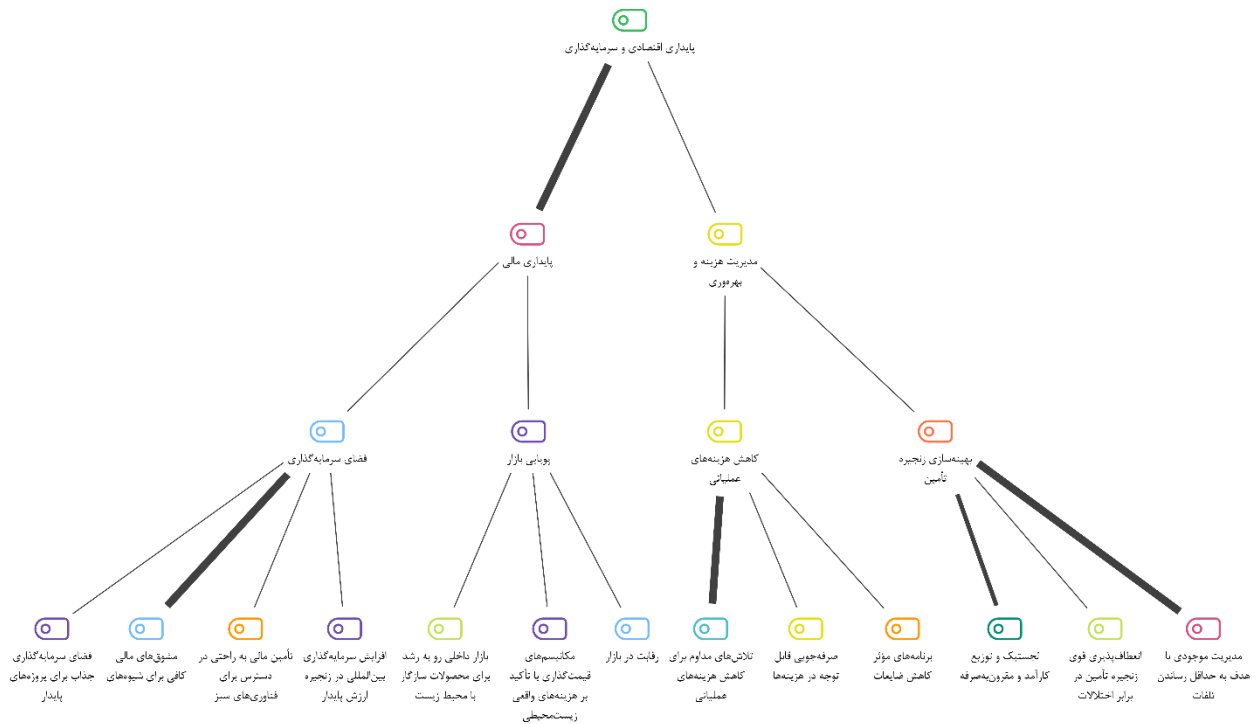 پایداری اقتصادی و سرمایه‌گذاری
پایداری مالی
مدیریت هزینه و
بهره‌وری
فضای سرمایه‌گذاری
پویایی بازار
کاهش هزینه‌های
عملیاتی
بهینه‌سازی زنجیره
تأمین
فضای سرمایه‌گذاری
جذاب برای پروژه‌های
پایدار
مشوق‌های مالی
کافی برای شیوه‌های
تأمین مالی به راحتی در
دسترس برای
فناوری‌های سبز
افزایش سرمایه‌گذاری
بین‌المللی در زنجیره
ارزش پایدار
بازار داخلی رو به رشد
برای محصولات سازگار
با محیط زیست
مکانیسم‌های
قیمت‌گذاری با تأکید
بر هزینه‌های واقعی
زیست‌محیطی
رقابت در بازار
تلاش‌های مداوم برای
کاهش هزینه‌های
عملیاتی
صرفه‌جویی قابل
توجه در هزینه‌ها
برنامه‌های مؤثر
کاهش ضایعات
لجستیک و توزیع
کارآمد و مقرون‌به‌صرفه
انعطاف‌پذیری قوی
زنجیره تأمین در
برابر اختلالات
مدیریت موجودی با
هدف به حداقل رساندن
تلفات